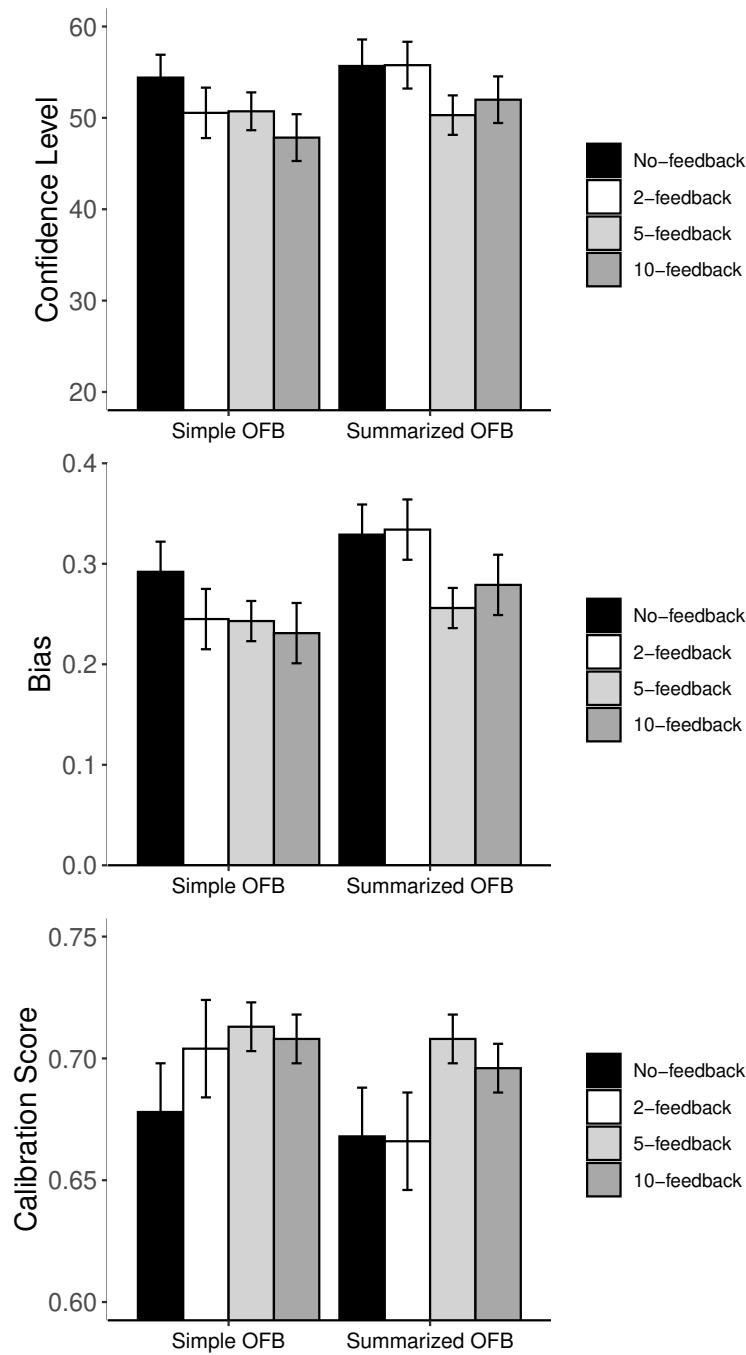 60
50
40
30
20
Confidence Level
Simple OFB
Summarized OFB
No−feedback
2−feedback
5−feedback
10−feedback
0.4
0.3
0.2
0.1
0.0
Bias
Simple OFB
Summarized OFB
No−feedback
2−feedback
5−feedback
10−feedback
0.75
0.70
0.65
0.60
Calibration Score
Simple OFB
Summarized OFB
No−feedback
2−feedback
5−feedback
10−feedback